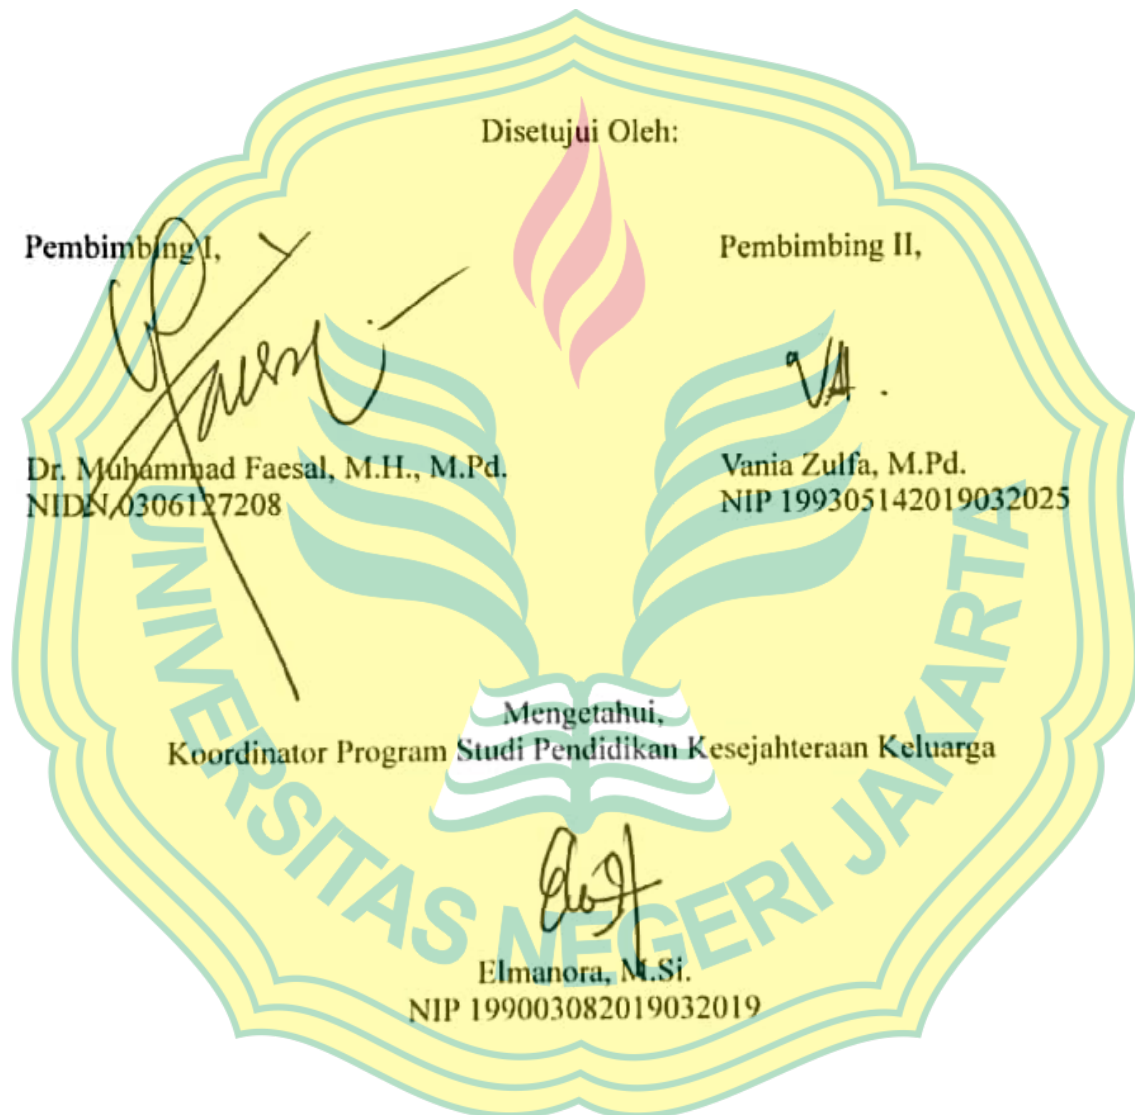 Disetujui Oleh:
Pembimbing I,
Pembimbing II,
Dr. Muhammad Faesal, M.H., M.Pd.
NIDN 0306127208
Vania Zulfa, M.Pd.
NIP 199305142019032025
Mengetahui,
Koordinator Program Studi Pendidikan Kesejahteraan Keluarga
Elmanora, M.Si.
NIP 199003082019032019
UNIVERSITAS NEGERI JAKARTA